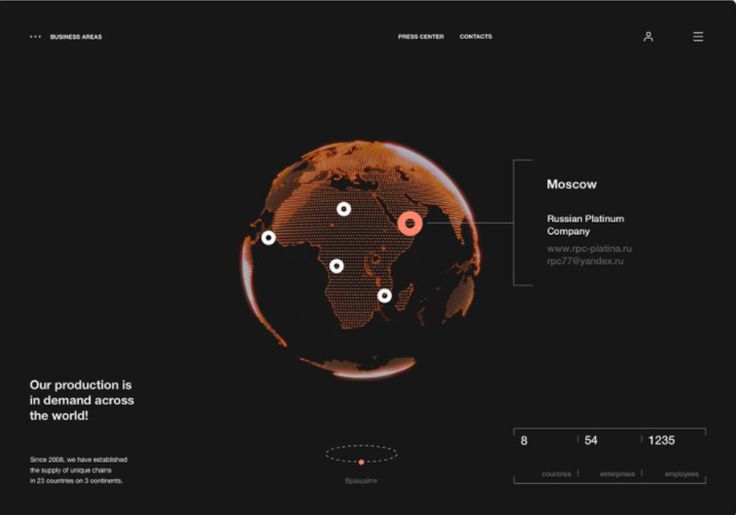 BUSINESS AREAS
PRESS CENTER
CONTACTS
Moscow
Russian Platinum
Company
www.rpc-platina.ru
rpc77@yandex.ru
Our production is
in demand across
the world!
Since 2008, we have established
the supply of unique chains
in 23 countries on 3 continents.
Вращайте
8
54
1235
countries
enterprises
employees